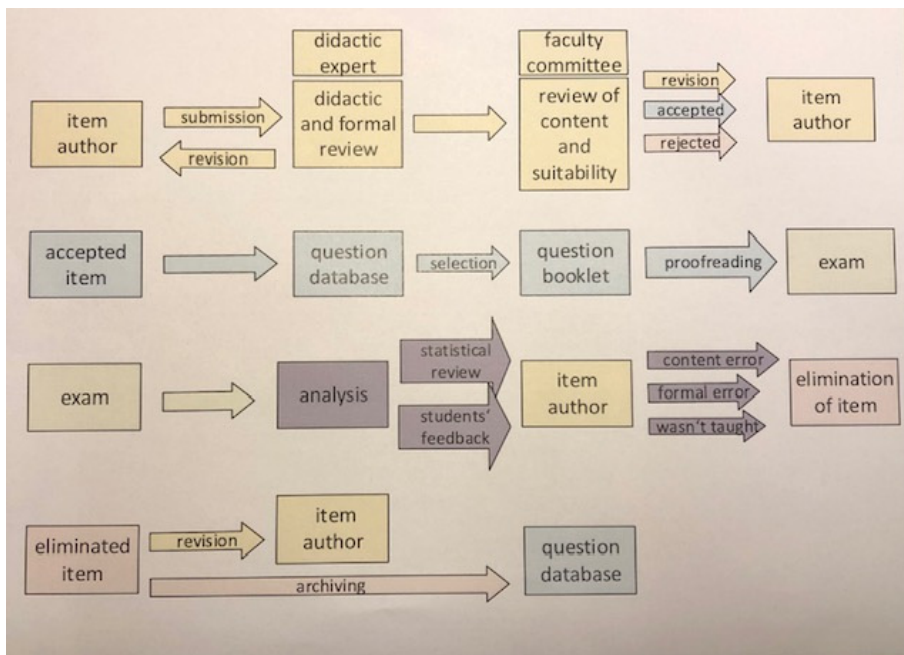 didactic
expert
faculty
committee
item
author
submission
revision
didactic
and formal
review
review of
content
and
suitability
revision
accepted
rejected
item
author
accepted
item
question
database
selection
question
booklet
proofreading
exam
exam
analysis
statistical
review
students'
feedback
item
author
content error
formal error
wasn't taught
elimination
of item
eliminated
item
revision
item
author
archiving
question
database